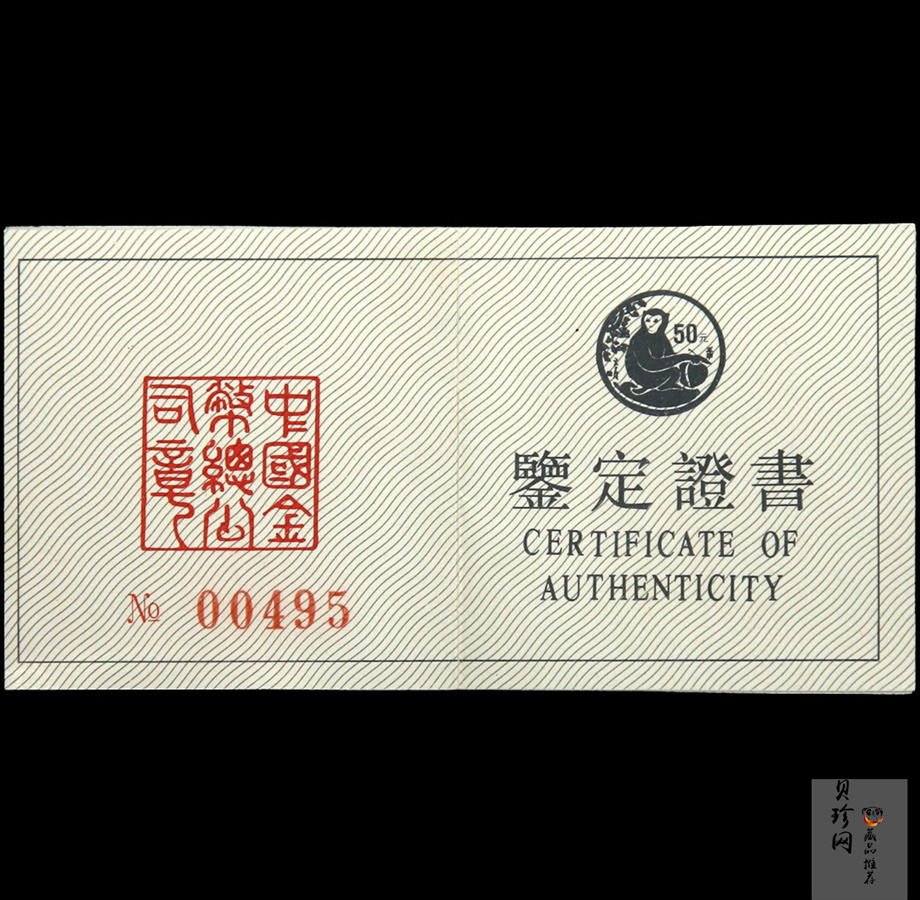 中國金
幣總公
司章
№ 00495
50元
鑒定證書
CERTIFICATE OF
AUTHENTICITY
贝珍网
藏品推荐